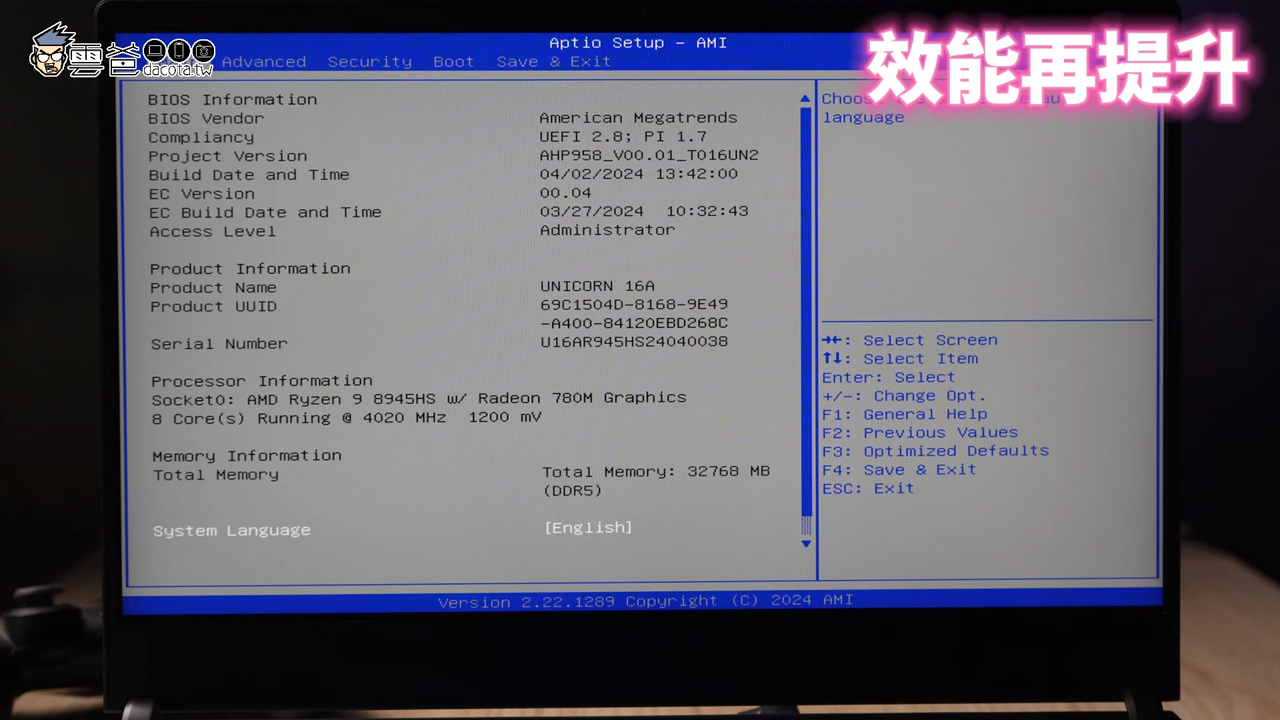 雲爸
dacota.tw
效能再提升
Aptio Setup - AMI
Advanced Security Boot Save & Exit
BIOS Information
BIOS Vendor American Megatrends
Compliancy UEFI 2.8; PI 1.7
Project Version AHP958_V00.01_T016UN2
Build Date and Time 04/02/2024 13:42:00
EC Version 00.04
EC Build Date and Time 03/27/2024 10:32:43
Access Level Administrator
Product Information
Product Name UNICORN 16A
Product UUID 69C1504D-8168-9E49
-A400-84120EBD268C
Serial Number U16AR945HS24040038
Processor Information
Socket0: AMD Ryzen 9 8945HS w/ Radeon 780M Graphics
8 Core(s) Running @ 4020 MHz 1200 mV
Memory Information
Total Memory Total Memory: 32768 MB
(DDR5)
System Language [English]
language
→←: Select Screen
↑↓: Select Item
Enter: Select
+/-: Change Opt.
F1: General Help
F2: Previous Values
F3: Optimized Defaults
F4: Save & Exit
ESC: Exit
Version 2.22.1289 Copyright (C) 2024 AMI